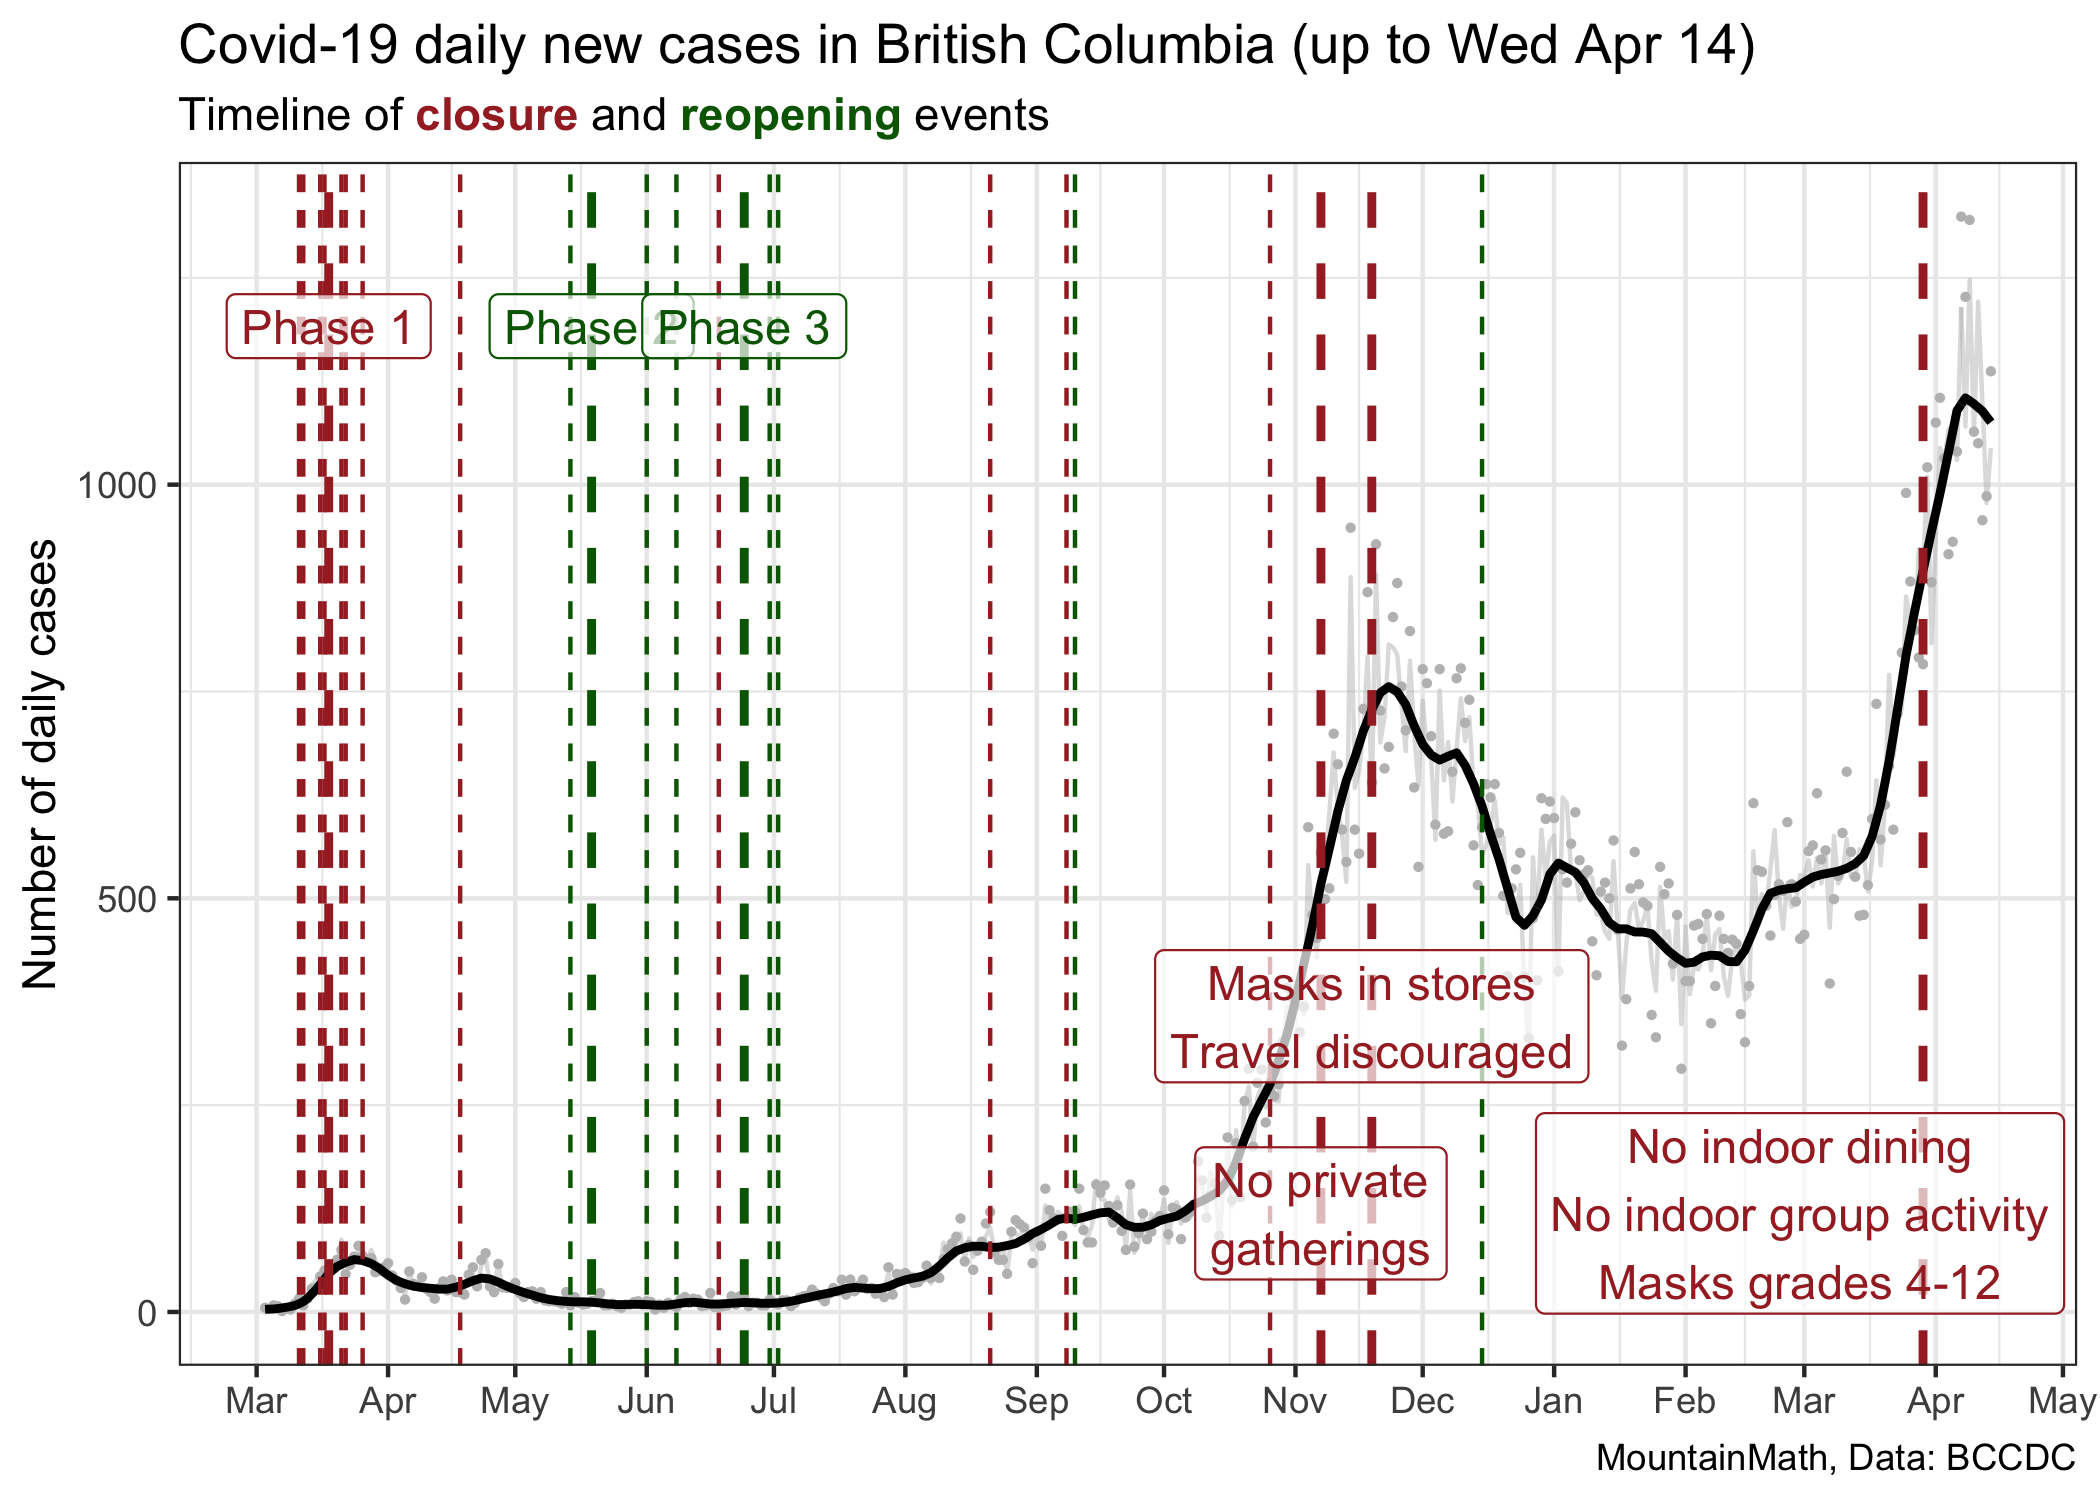 Covid-19 daily new cases in British Columbia (up to Wed Apr 14)
Timeline of closure and reopening events
Number of daily cases
1000
500
0
Phase 1
Phase 2
Phase 3
Masks in stores
Travel discouraged
No private
gatherings
No indoor dining
No indoor group activity
Masks grades 4-12
Mar Apr May Jun Jul Aug Sep Oct Nov Dec Jan Feb Mar Apr May
MountainMath, Data: BCCDC